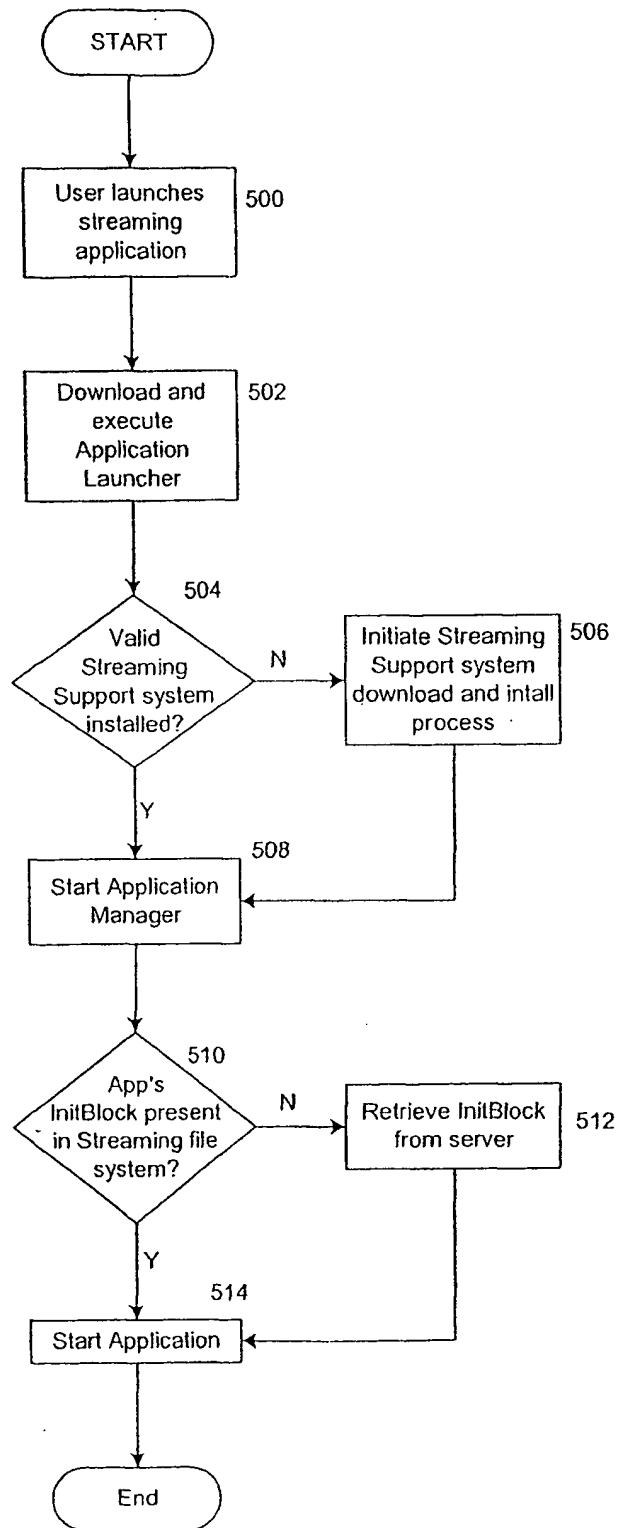 START
User launches
streaming
application
500
Download and
execute
Application
Launcher
502
504
Valid
Streaming
Support system
installed?
N
Initiate Streaming
Support system
download and intall
process
506
Y
508
Start Application
Manager
510
App's
InitBlock present
in Streaming file
system?
N
Retrieve InitBlock
from server
512
Y
514
Start Application
End